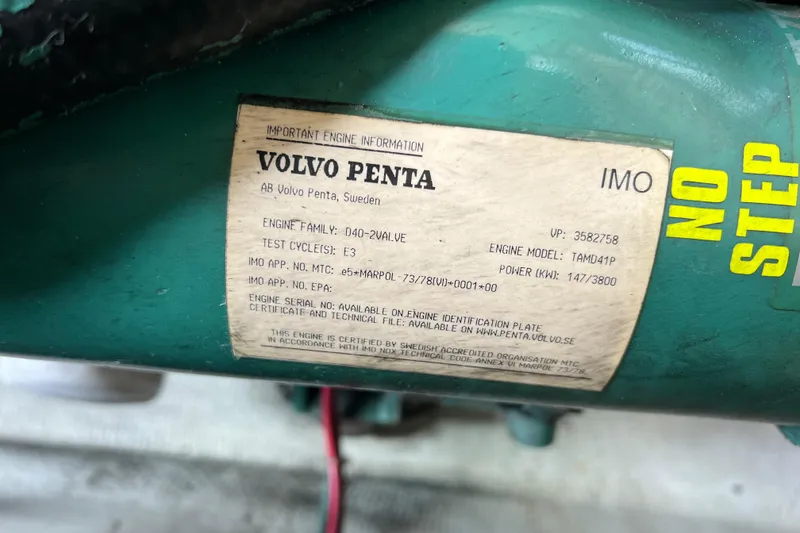 IMPORTANT ENGINE INFORMATION
VOLVO PENTA
AB Volvo Penta, Sweden
IMO
ENGINE FAMILY: D40-2VALVE
TEST CYCLE(S): E3
IMO APP. NO. MTC: e5*MARPOL 73/78(VI)*0001*00
IMO APP. NO. EPA:
VP: 3582758
ENGINE MODEL: TAMD41P
POWER (KW): 147/3800
ENGINE SERIAL NO: AVAILABLE ON ENGINE IDENTIFICATION PLATE
CERTIFICATE AND TECHNICAL FILE: AVAILABLE ON WWW.PENTA.VOLVO.SE
THIS ENGINE IS CERTIFIED BY SWEDISH ACCREDITED ORGANISATION MTC
IN ACCORDANCE WITH IMO NOX TECHNICAL CODE ANNEX VI MARPOL 73/78.
NO
STEP